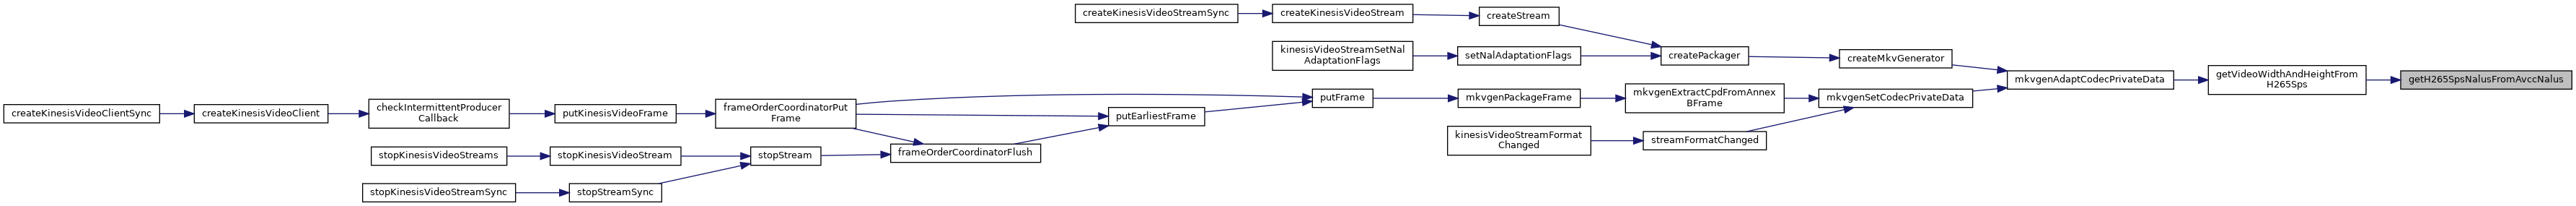 createKinesisVideoStreamSync
createKinesisVideoStream
createStream
kinesisVideoStreamSetNal
AdaptationFlags
setNalAdaptationFlags
createPackager
createMkvGenerator
mkvgenAdaptCodecPrivateData
getVideoWidthAndHeightFrom
H265Sps
getH265SpsNalusFromAvccNalus
createKinesisVideoClientSync
createKinesisVideoClient
checkIntermittentProducer
Callback
putKinesisVideoFrame
frameOrderCoordinatorPut
Frame
putEarliestFrame
putFrame
mkvgenPackageFrame
mkvgenExtractCpdFromAnnex
BFrame
mkvgenSetCodecPrivateData
kinesisVideoStreamFormat
Changed
streamFormatChanged
stopKinesisVideoStreams
stopKinesisVideoStream
stopStream
frameOrderCoordinatorFlush
stopKinesisVideoStreamSync
stopStreamSync